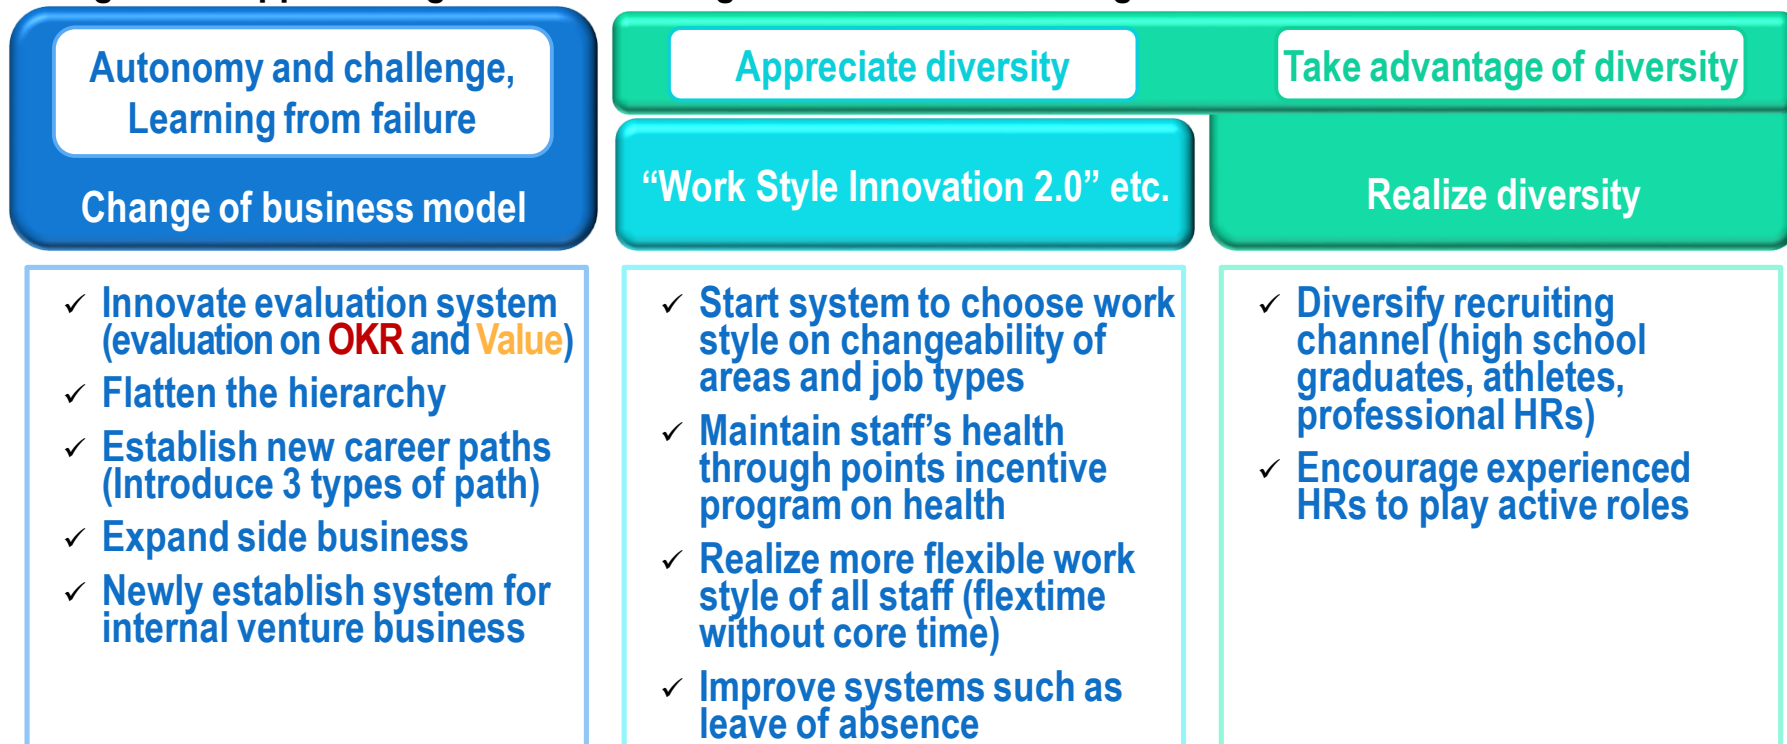 Autonomy and challenge,
Learning from failure
Change of business model
Appreciate diversity
Take advantage of diversity
“Work Style Innovation 2.0” etc.
Realize diversity
✓ Innovate evaluation system
(evaluation on OKR and Value)
✓ Flatten the hierarchy
✓ Establish new career paths
(Introduce 3 types of path)
✓ Expand side business
✓ Newly establish system for
internal venture business
✓ Start system to choose work
style on changeability of
areas and job types
✓ Maintain staff’s health
through points incentive
program on health
✓ Realize more flexible work
style of all staff (flextime
without core time)
✓ Improve systems such as
leave of absence
✓ Diversify recruiting
channel (high school
graduates, athletes,
professional HRs)
✓ Encourage experienced
HRs to play active roles